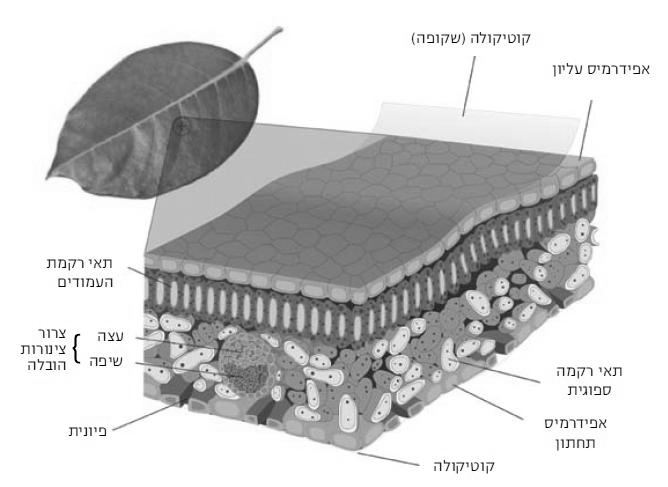 קוטיקולה (שקופה)
אפידרמיס עליון
תאי רקמת
העמודים
עצה
שיפה
צרור
צינורות
הובלה
פיונית
תאי רקמה
ספוגית
אפידרמיס
תחתון
קוטיקולה